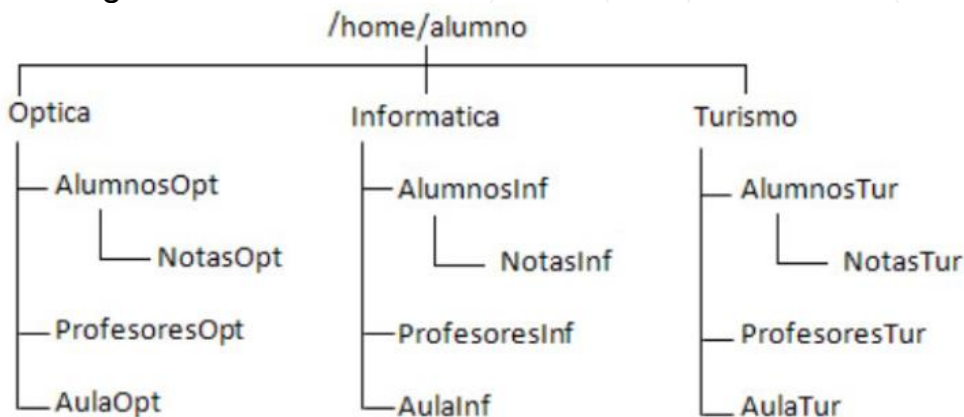 /home/alumno
Optica Informatica Turismo
AlumnosOpt AlumnosInf AlumnosTur
NotasOpt NotasInf NotasTur
ProfesoresOpt ProfesoresInf ProfesoresTur
AulaOpt AulaInf AulaTur